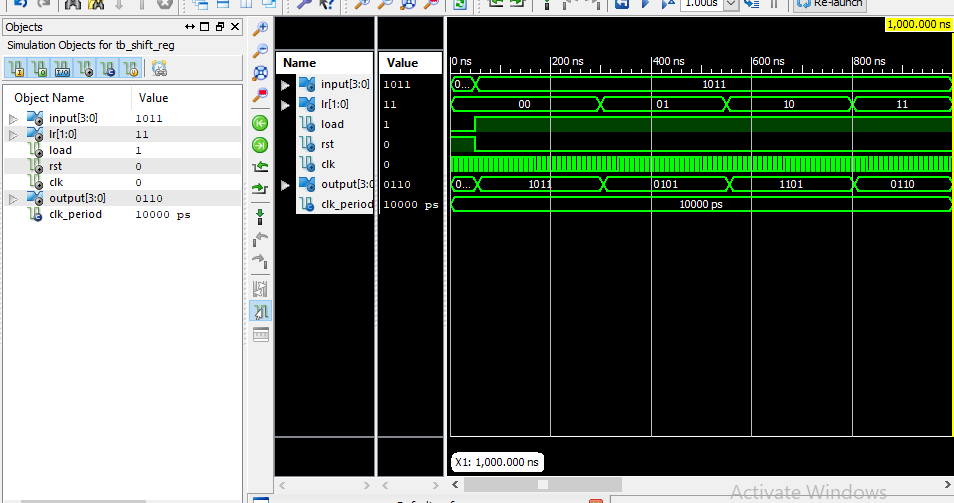 1.00us
Re-launch
Objects
Simulation Objects for tb_shift_reg
Object Name Value
input[3:0] 1011
lr[1:0] 11
load 1
rst 0
clk 0
output[3:0] 0110
clk_period 10000 ps
Name Value
input[3:0] 1011
lr[1:0] 11
load 1
rst 0
clk 0
output[3:0 0110
clk_period 10000 ps
1,000.000 ns
0 ns 200 ns 400 ns 600 ns 800 ns
0... 1011
00 01 10 11
0... 1011 0101 1101 0110
10000 ps
X1: 1,000.000 ns
Activate Windows